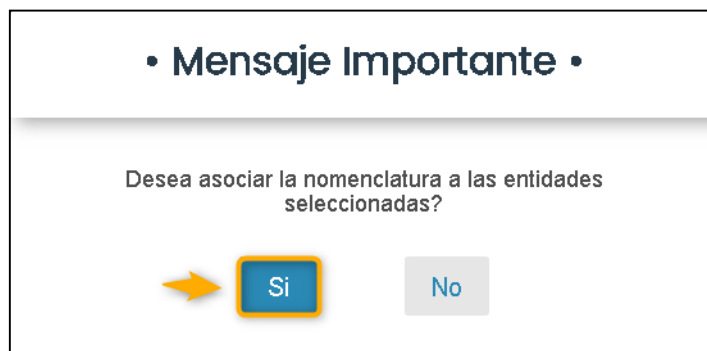 • Mensaje Importante •
Desea asociar la nomenclatura a las entidades
seleccionadas?
Si
No